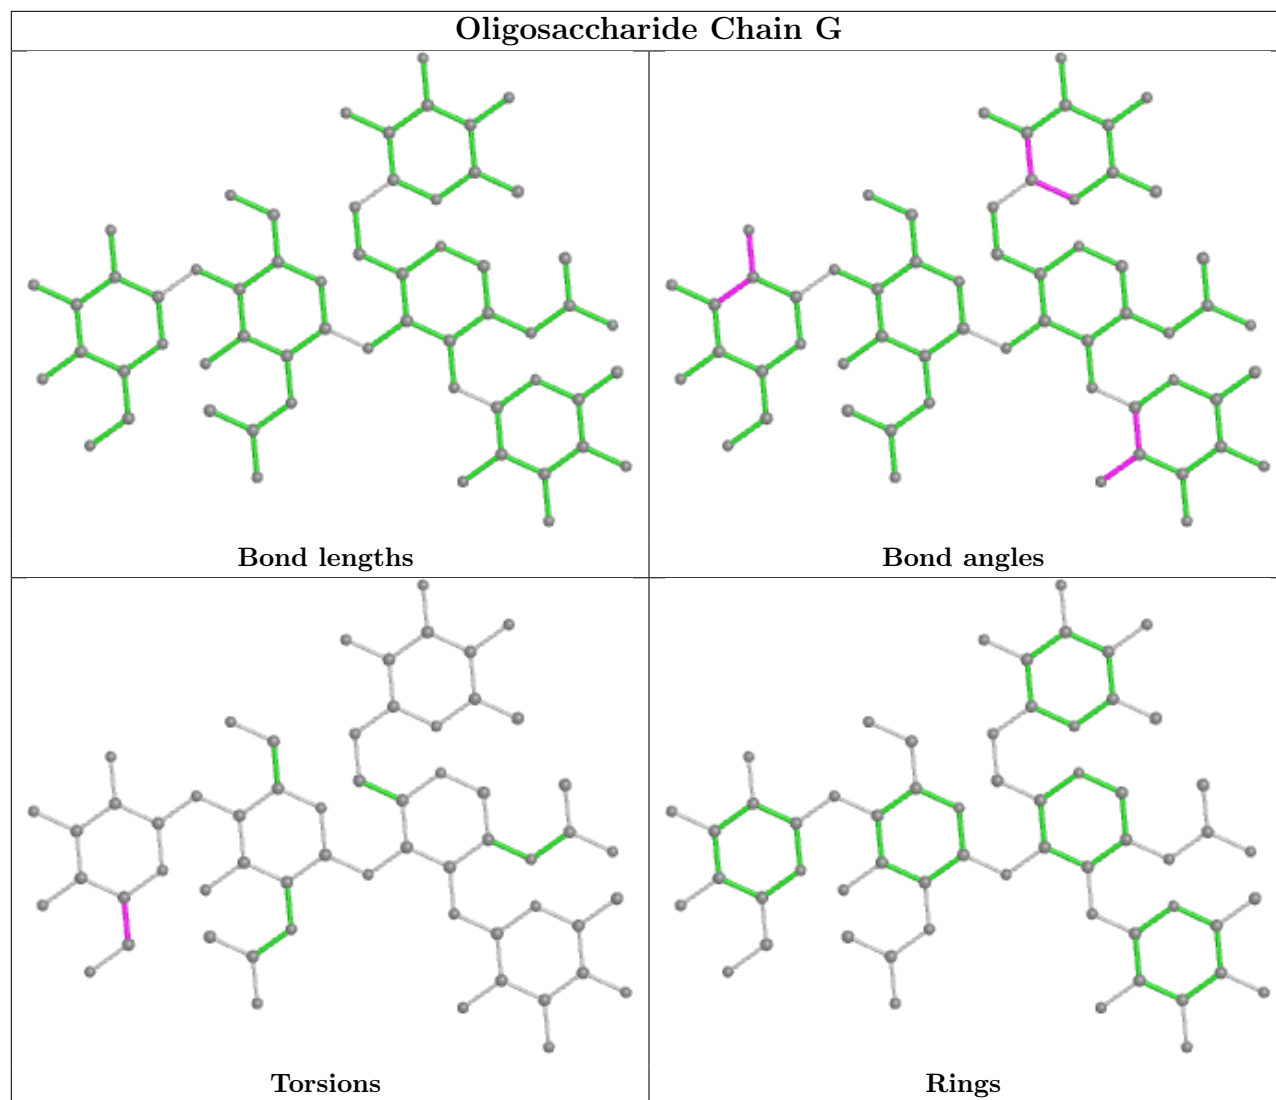 Oligosaccharide Chain G
Bond lengths
Bond angles
Torsions
Rings